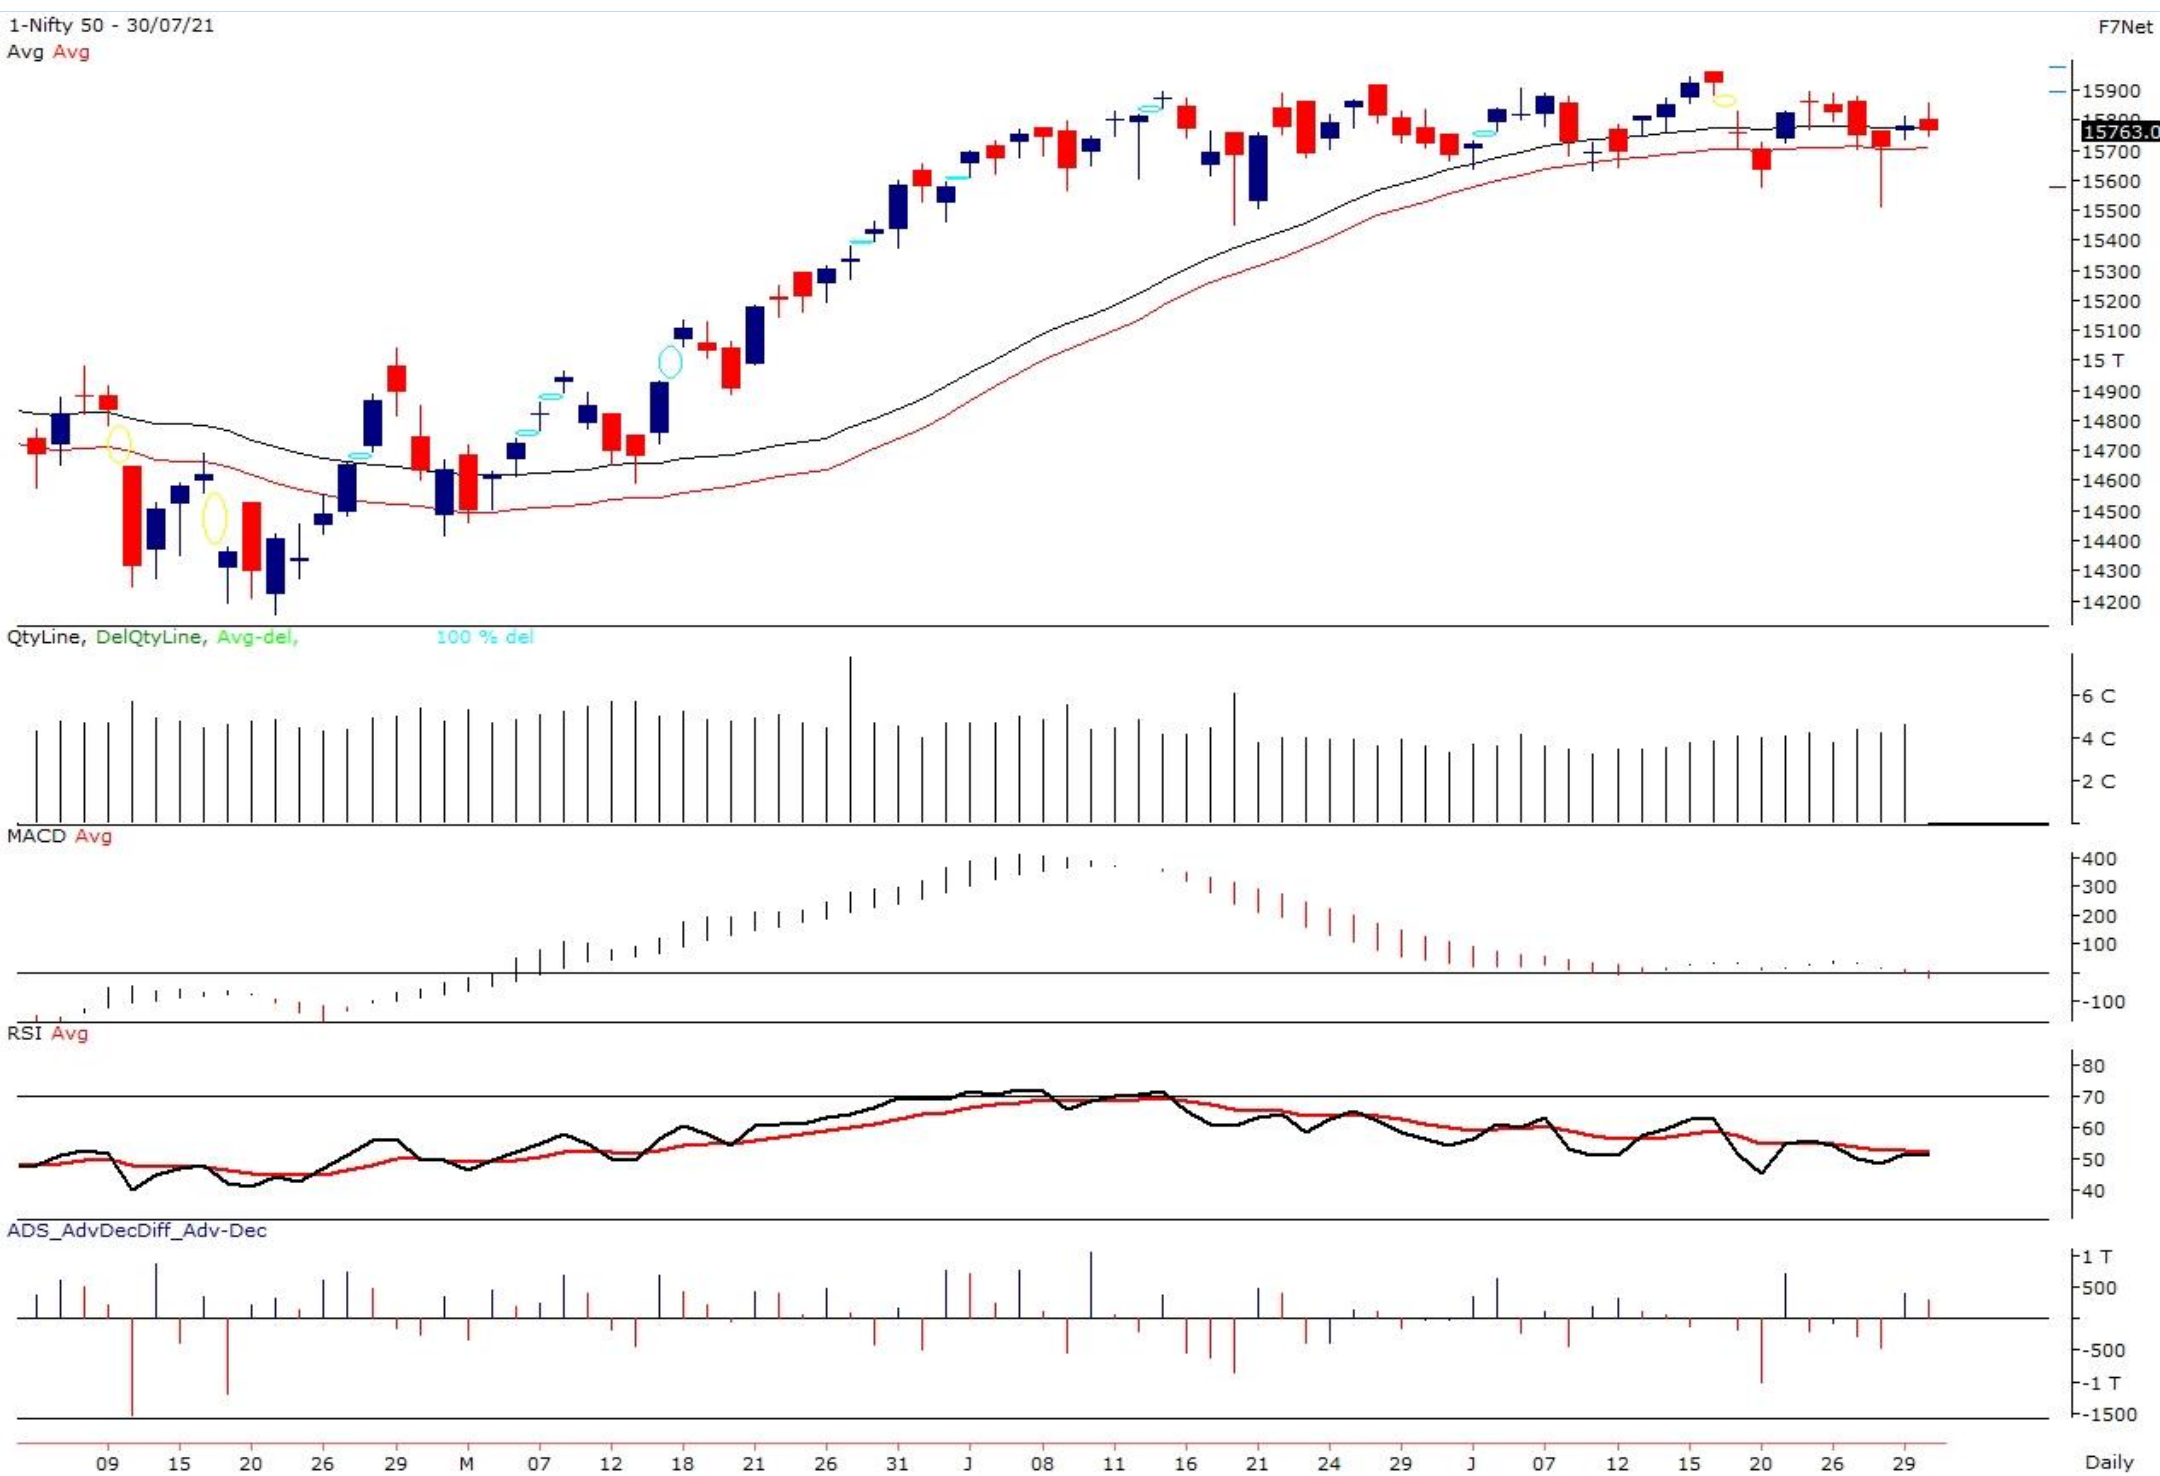 1-Nifty 50 - 30/07/21
F7Net
Avg Avg
15900
15800
15763.0
15700
15600
15500
15400
15300
15200
15100
15 T
14900
14800
14700
14600
14500
14400
14300
14200
QtyLine, DelQtyLine, Avg-del, 100 % del
6 C
4 C
2 C
MACD Avg
400
300
200
100
-100
RSI Avg
80
70
60
50
40
ADS_AdvDecDiff_Adv-Dec
1 T
500
-500
-1 T
-1500
09 15 20 26 29 M 07 12 18 21 26 31 J 08 11 16 21 24 29 J 07 12 15 20 26 29 Daily